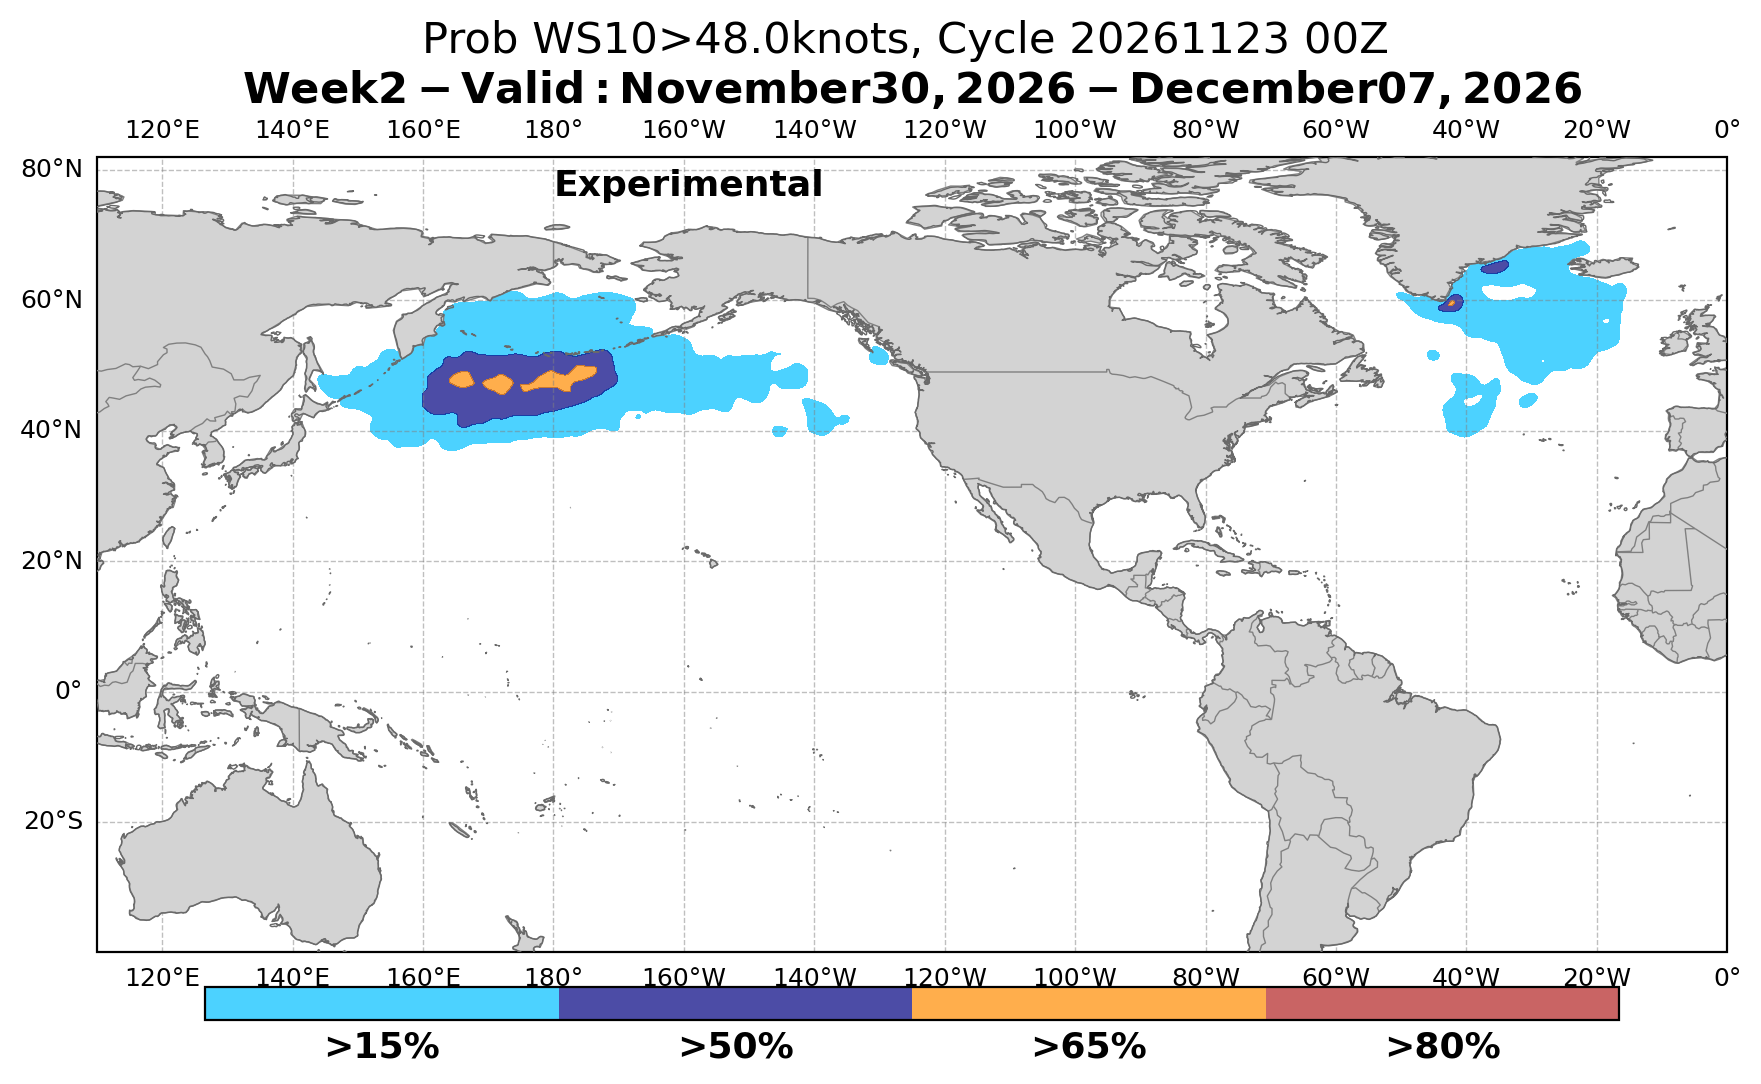 Prob WS10>48.0knots, Cycle 20261123 00Z
Week2 − Valid : November30, 2026 − December07, 2026
120°E 140°E 160°E 180° 160°W 140°W 120°W 100°W 80°W 60°W 40°W 20°W 0°
80°N
Experimental
60°N
40°N
20°N
0°
20°S
120°E 140°E 160°E 180° 160°W 140°W 120°W 100°W 80°W 60°W 40°W 20°W 0°
>15% >50% >65% >80%